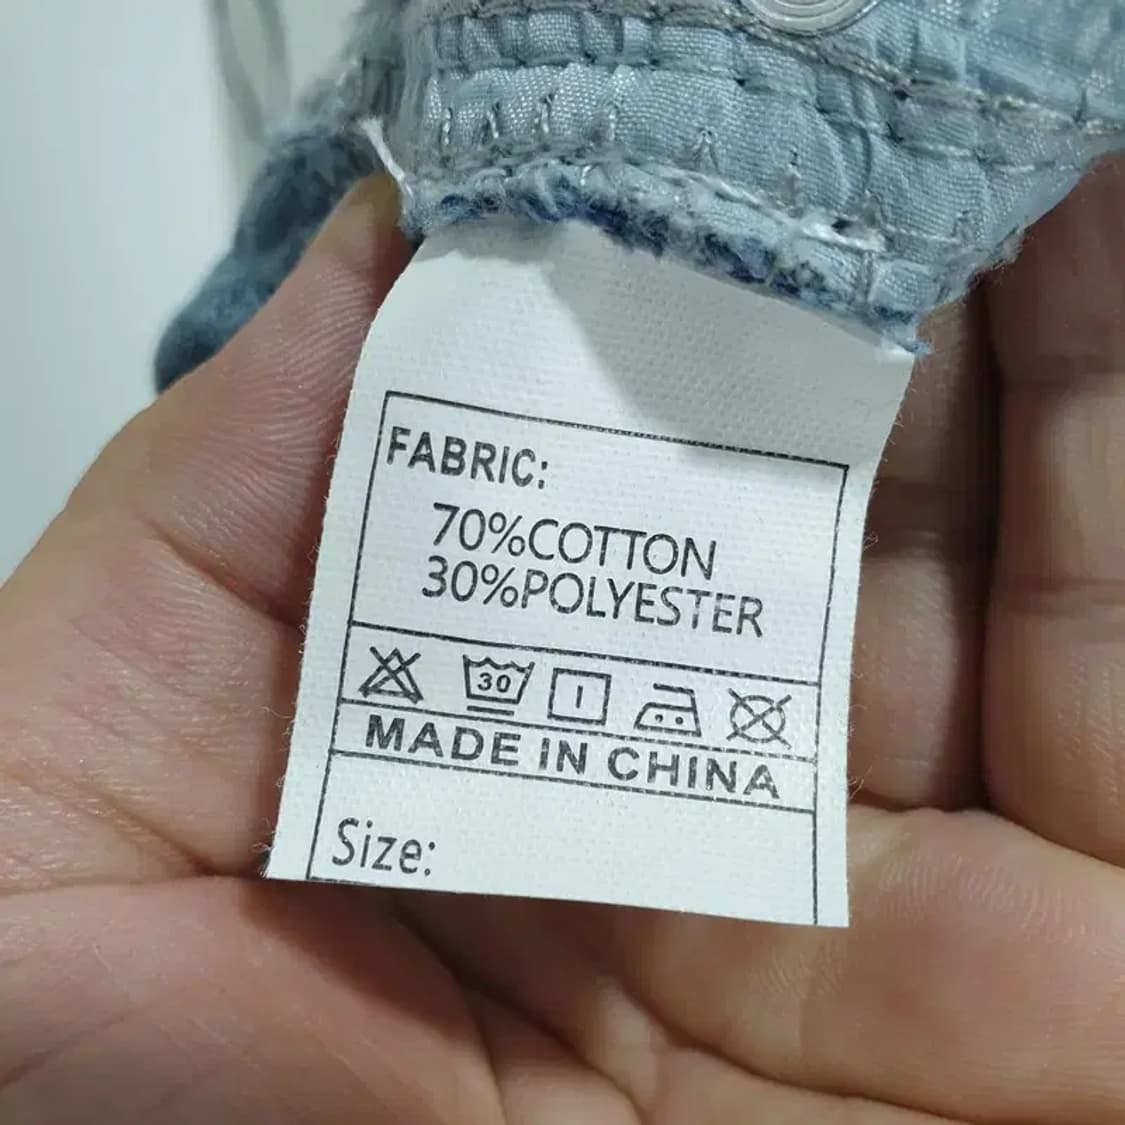 FABRIC:
70%COTTON
30%POLYESTER
30
MADE IN CHINA
Size: